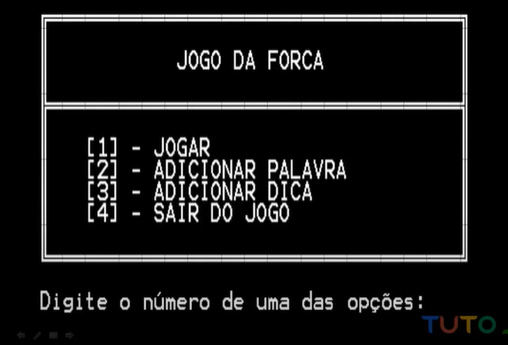 JOGO DA FORCA
[1] - JOGAR
[2] - ADICIONAR PALAVRA
[3] - ADICIONAR DICA
[4] - SAIR DO JOGO
Digite o número de uma das opções:
TUTO